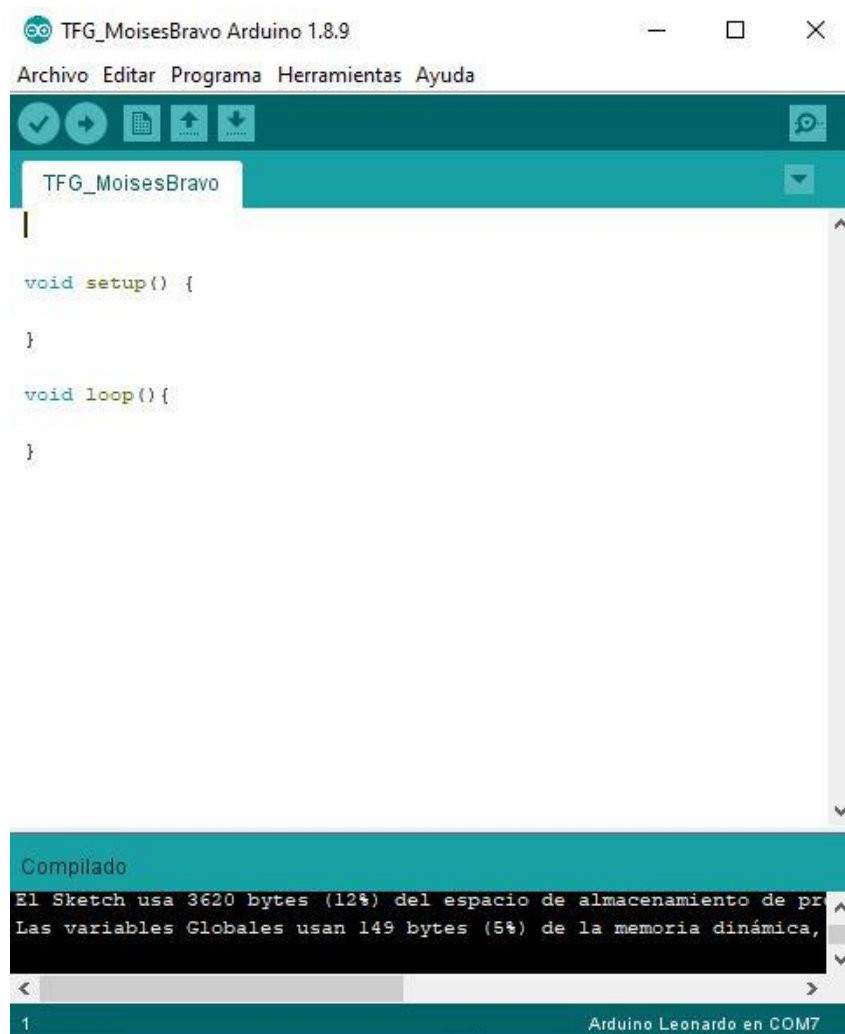 TFG_MoisesBravo Arduino 1.8.9
Archivo Editar Programa Herramientas Ayuda
TFG_MoisesBravo
void setup() {
}
void loop(){
}
Compilado
El Sketch usa 3620 bytes (12%) del espacio de almacenamiento de pr
Las variables Globales usan 149 bytes (5%) de la memoria dinámica,
1 Arduino Leonardo en COM7